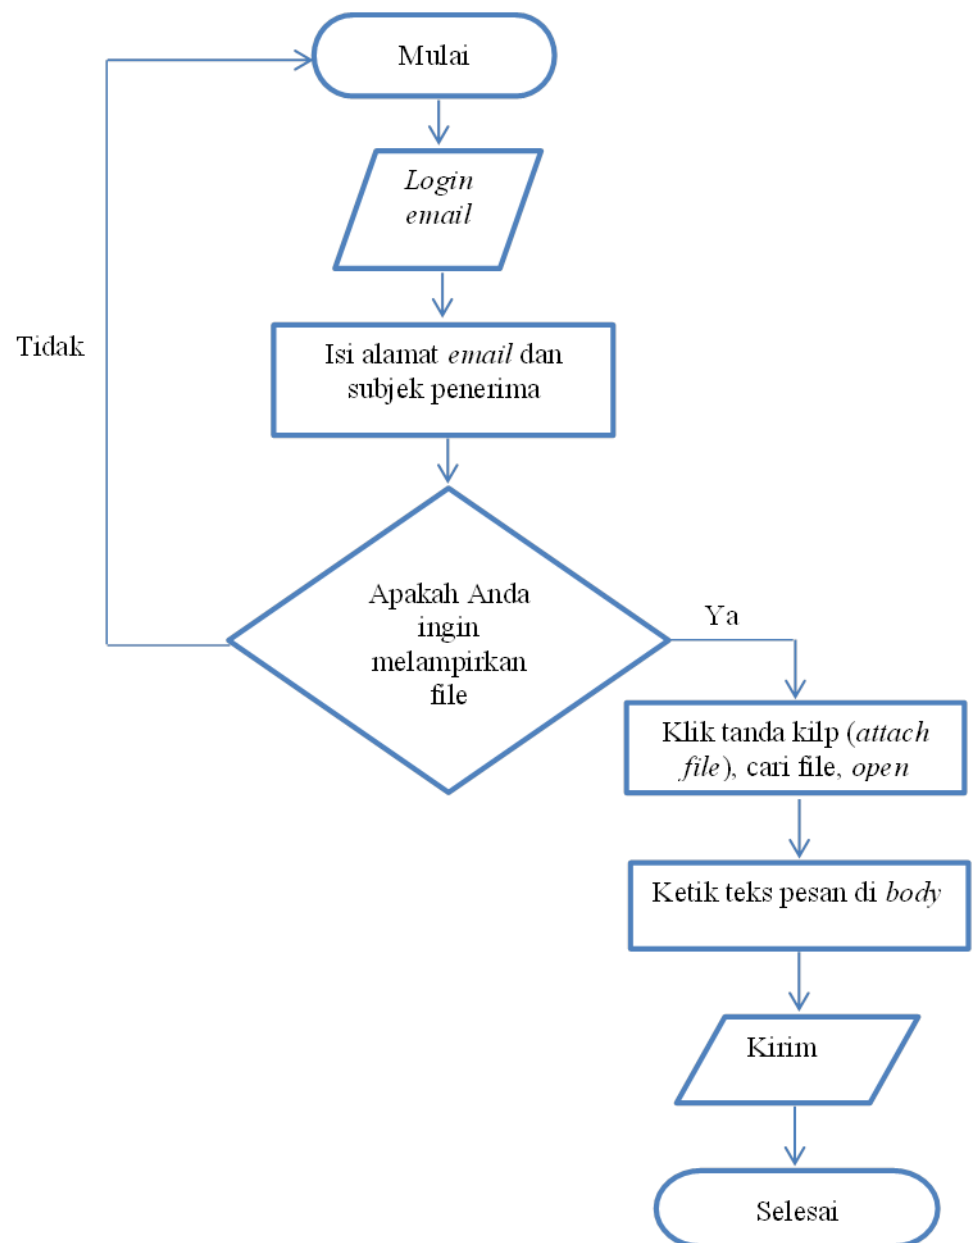 Mulai
Login
email
Tidak
Isi alamat email dan
subjek penerima
Apakah Anda
ingin
melampirkan
file
Ya
Klik tanda kilp (attach
file), cari file, open
Ketik teks pesan di body
Kirim
Selesai